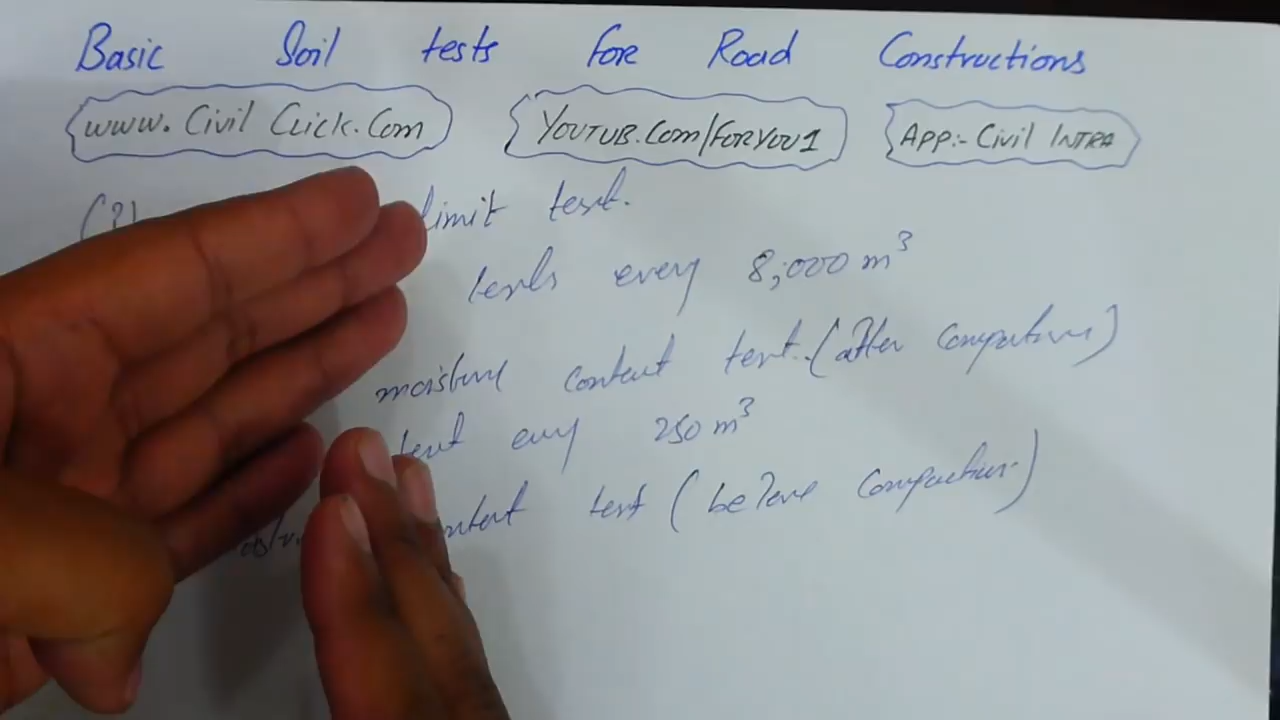 Basic Soil tests For Road Constructions
www.Civil Click.Com YOUTUB.Com/FORYOU1 App:- Civil INTRA
(2) limit test.
tests every 8,000 m³
moisture content test. (after Compaction)
test every 250 m³
test (before Compaction)